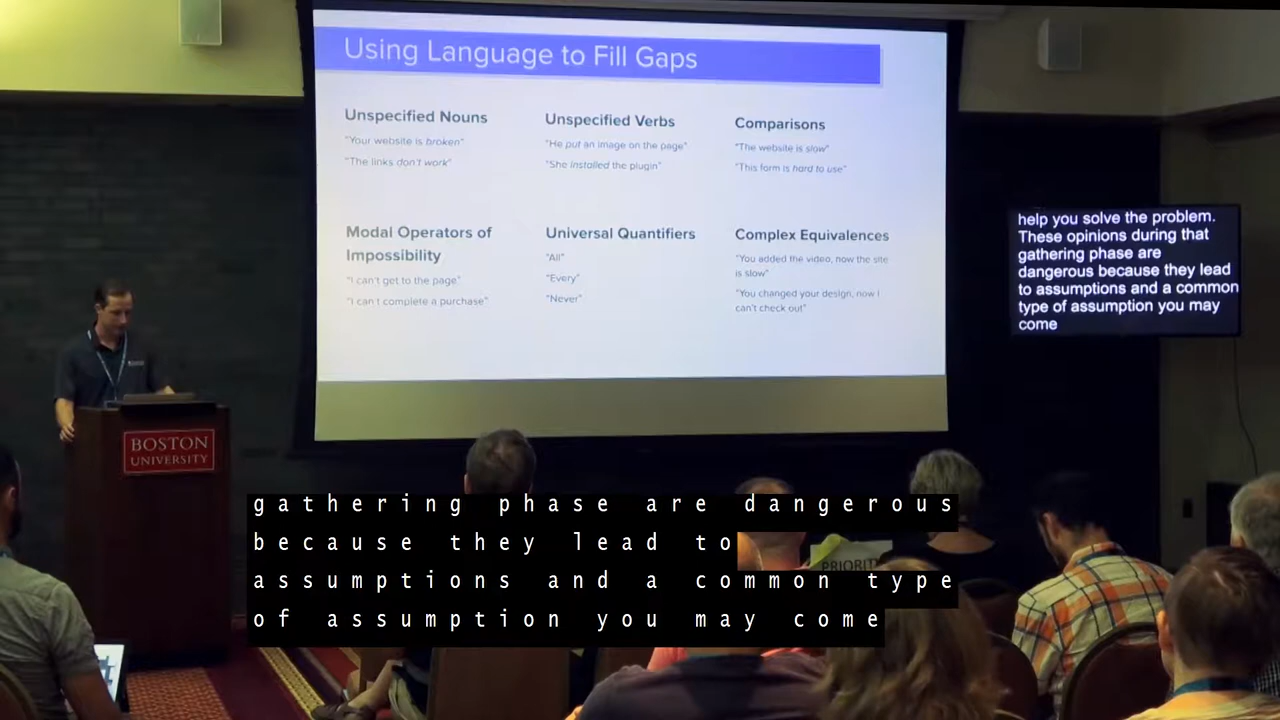 Using Language to Fill Gaps
Unspecified Nouns
"Your website is broken"
"The links don't work"
Unspecified Verbs
"He put an image on the page"
"She installed the plugin"
Comparisons
"The website is slow"
"This form is hard to use"
Modal Operators of
Impossibility
"I can't get to the page"
"I can't complete a purchase"
Universal Quantifiers
"All"
"Every"
"Never"
Complex Equivalences
"You added the video, now the site
is slow"
"You changed your design, now I
can't check out"
help you solve the problem.
These opinions during that
gathering phase are
dangerous because they lead
to assumptions and a common
type of assumption you may
come
BOSTON
UNIVERSITY
gathering phase are dangerous
because they lead to
assumptions and a common type
of assumption you may come
PRIORITY